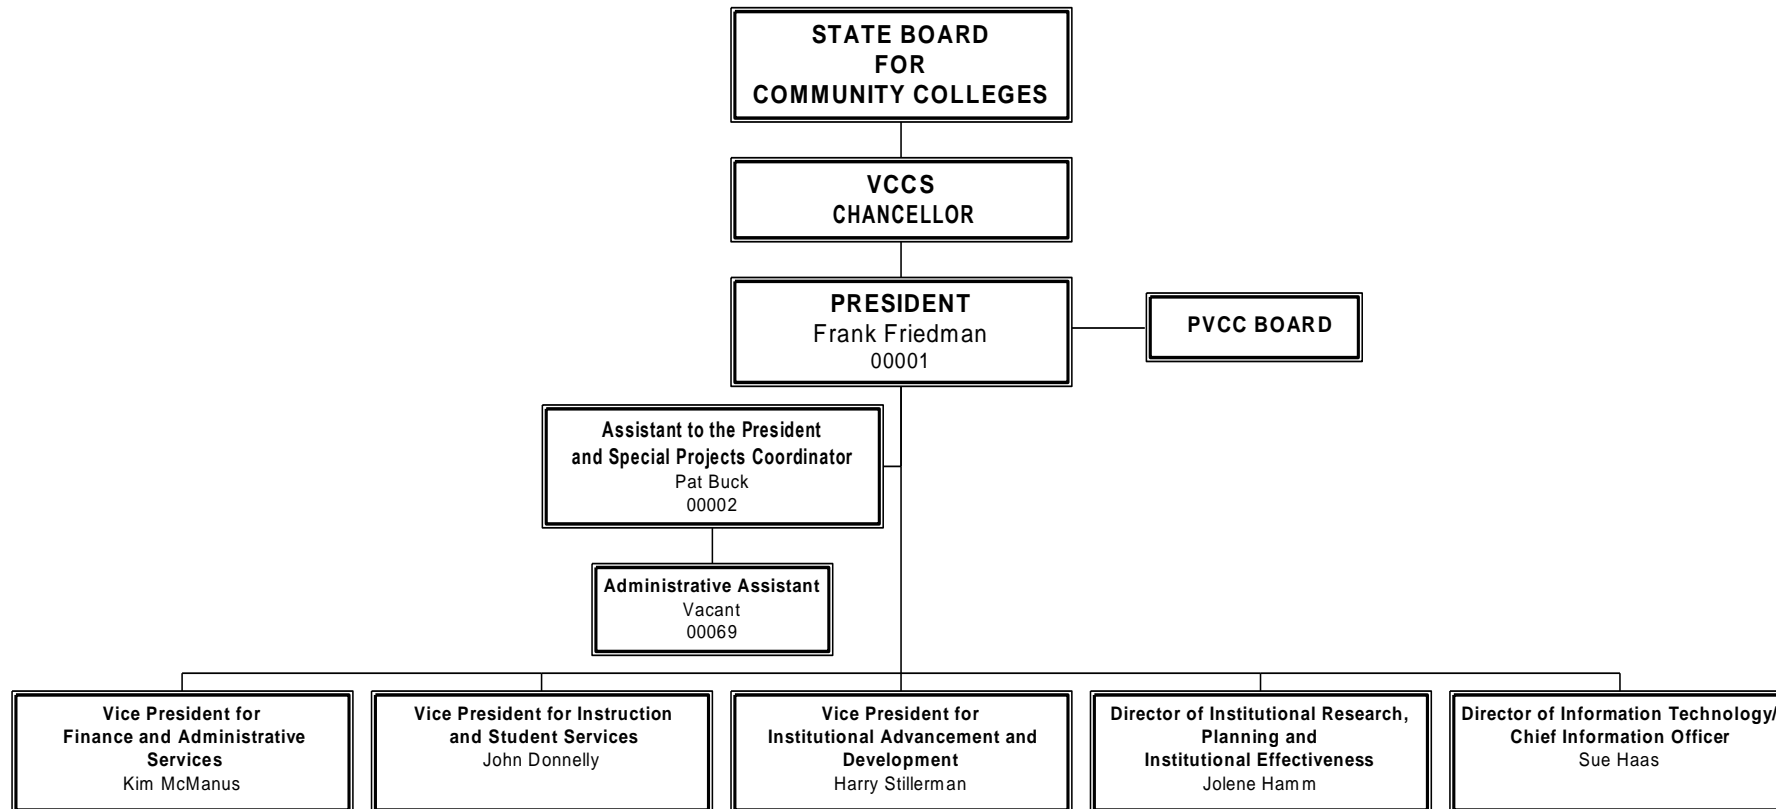 STATE BOARD
FOR
COMMUNITY COLLEGES
VCCS
CHANCELLOR
PRESIDENT
Frank Friedman
00001
PVCC BOARD
Assistant to the President
and Special Projects Coordinator
Pat Buck
00002
Administrative Assistant
Vacant
00069
Vice President for
Finance and Administrative
Services
Kim McManus
Vice President for Instruction
and Student Services
John Donnelly
Vice President for
Institutional Advancement and
Development
Harry Stillerman
Director of Institutional Research,
Planning and
Institutional Effectiveness
Jolene Hamm
Director of Information Technology/
Chief Information Officer
Sue Haas